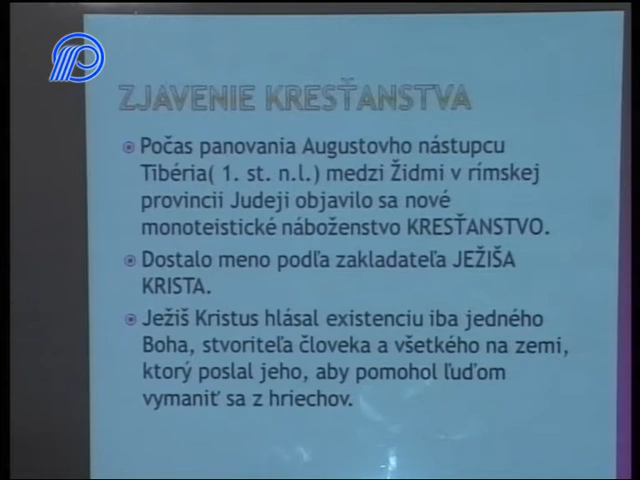 ZJAVENIE KRESŤANSTVA
Počas panovania Augustovho nástupcu
Tibéria( 1. st. n.l.) medzi Židmi v rímskej
provincii Judeji objavilo sa nové
monoteistické náboženstvo KRESŤANSTVO.
Dostalo meno podľa zakladateľa JEŽIŠA
KRISTA.
Ježiš Kristus hlásal existenciu iba jedného
Boha, stvoriteľa človeka a všetkého na zemi,
ktorý poslal jeho, aby pomohol ľuďom
vymaniť sa z hriechov.